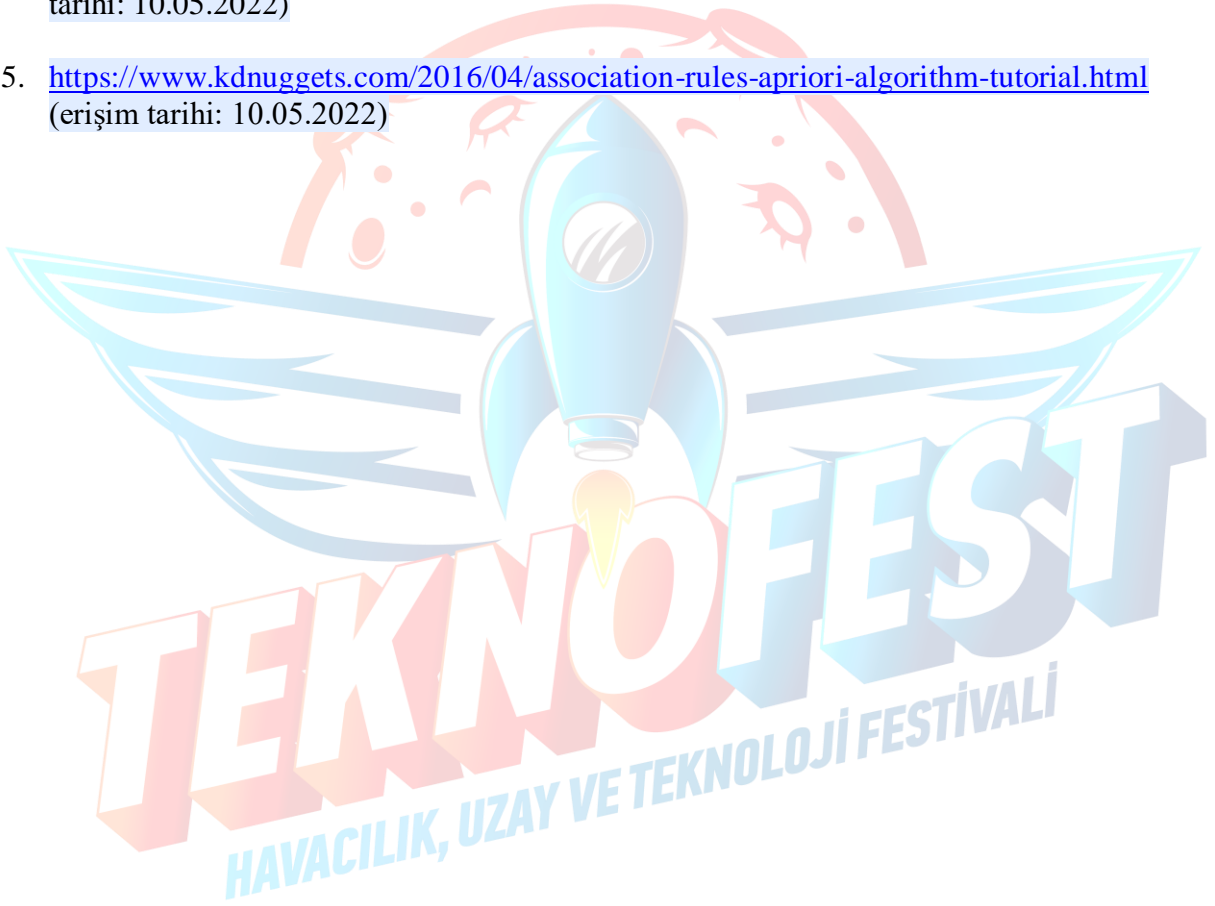 tarihi: 10.05.2022)
5. https://www.kdnuggets.com/2016/04/association-rules-apriori-algorithm-tutorial.html
(erişim tarihi: 10.05.2022)
TEKNOFEST
HAVACILIK, UZAY VE TEKNOLOJİ FESTİVALİ